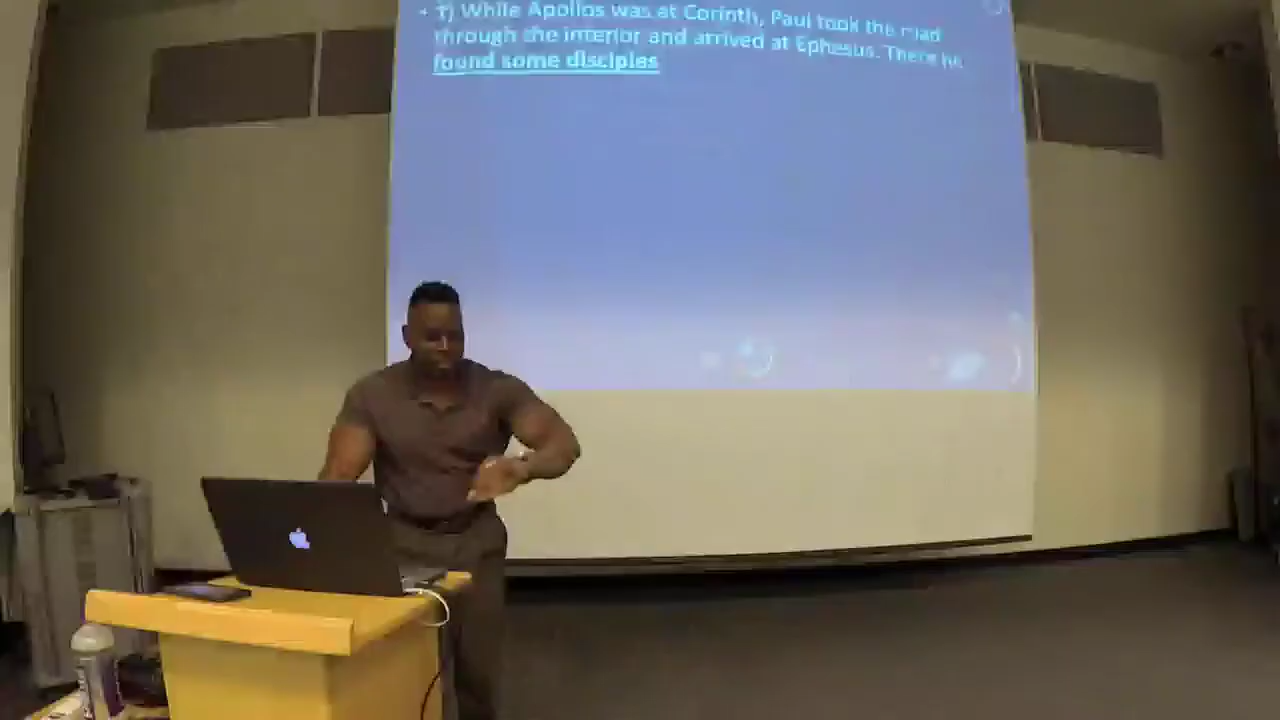 • 1) While Apollos was at Corinth, Paul took the road
through the interior and arrived at Ephesus. There he
found some disciples